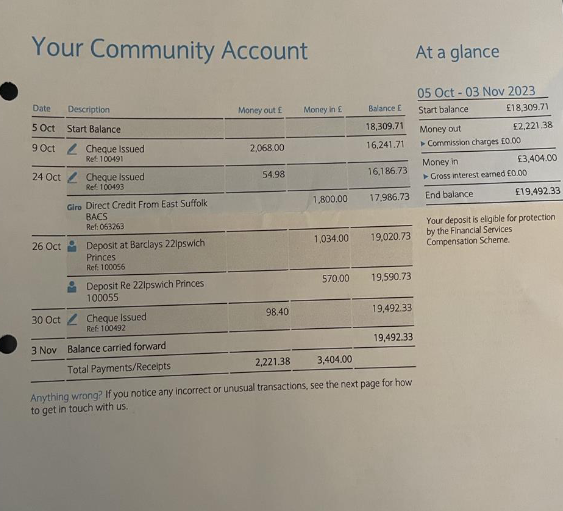 Your Community Account
At a glance
05 Oct - 03 Nov 2023
Start balance £18,309.71
Money out £2,221.38
▸ Commission charges £0.00
Money in £3,404.00
▸ Gross interest earned £0.00
End balance £19,492.33
Your deposit is eligible for protection
by the Financial Services
Compensation Scheme.
Date Description Money out £ Money in £ Balance £
5 Oct Start Balance 18,309.71
9 Oct Cheque Issued 2,068.00 16,241.71
Ref: 100491
24 Oct Cheque Issued 54.98 16,186.73
Ref: 100493
Giro Direct Credit From East Suffolk 1,800.00 17,986.73
BACS
Ref: 063263
26 Oct Deposit at Barclays 22Ipswich 1,034.00 19,020.73
Princes
Ref: 100056
Deposit Re 22Ipswich Princes 570.00 19,590.73
100055
30 Oct Cheque Issued 98.40 19,492.33
Ref: 100492
3 Nov Balance carried forward 19,492.33
Total Payments/Receipts 2,221.38 3,404.00
Anything wrong? If you notice any incorrect or unusual transactions, see the next page for how
to get in touch with us.